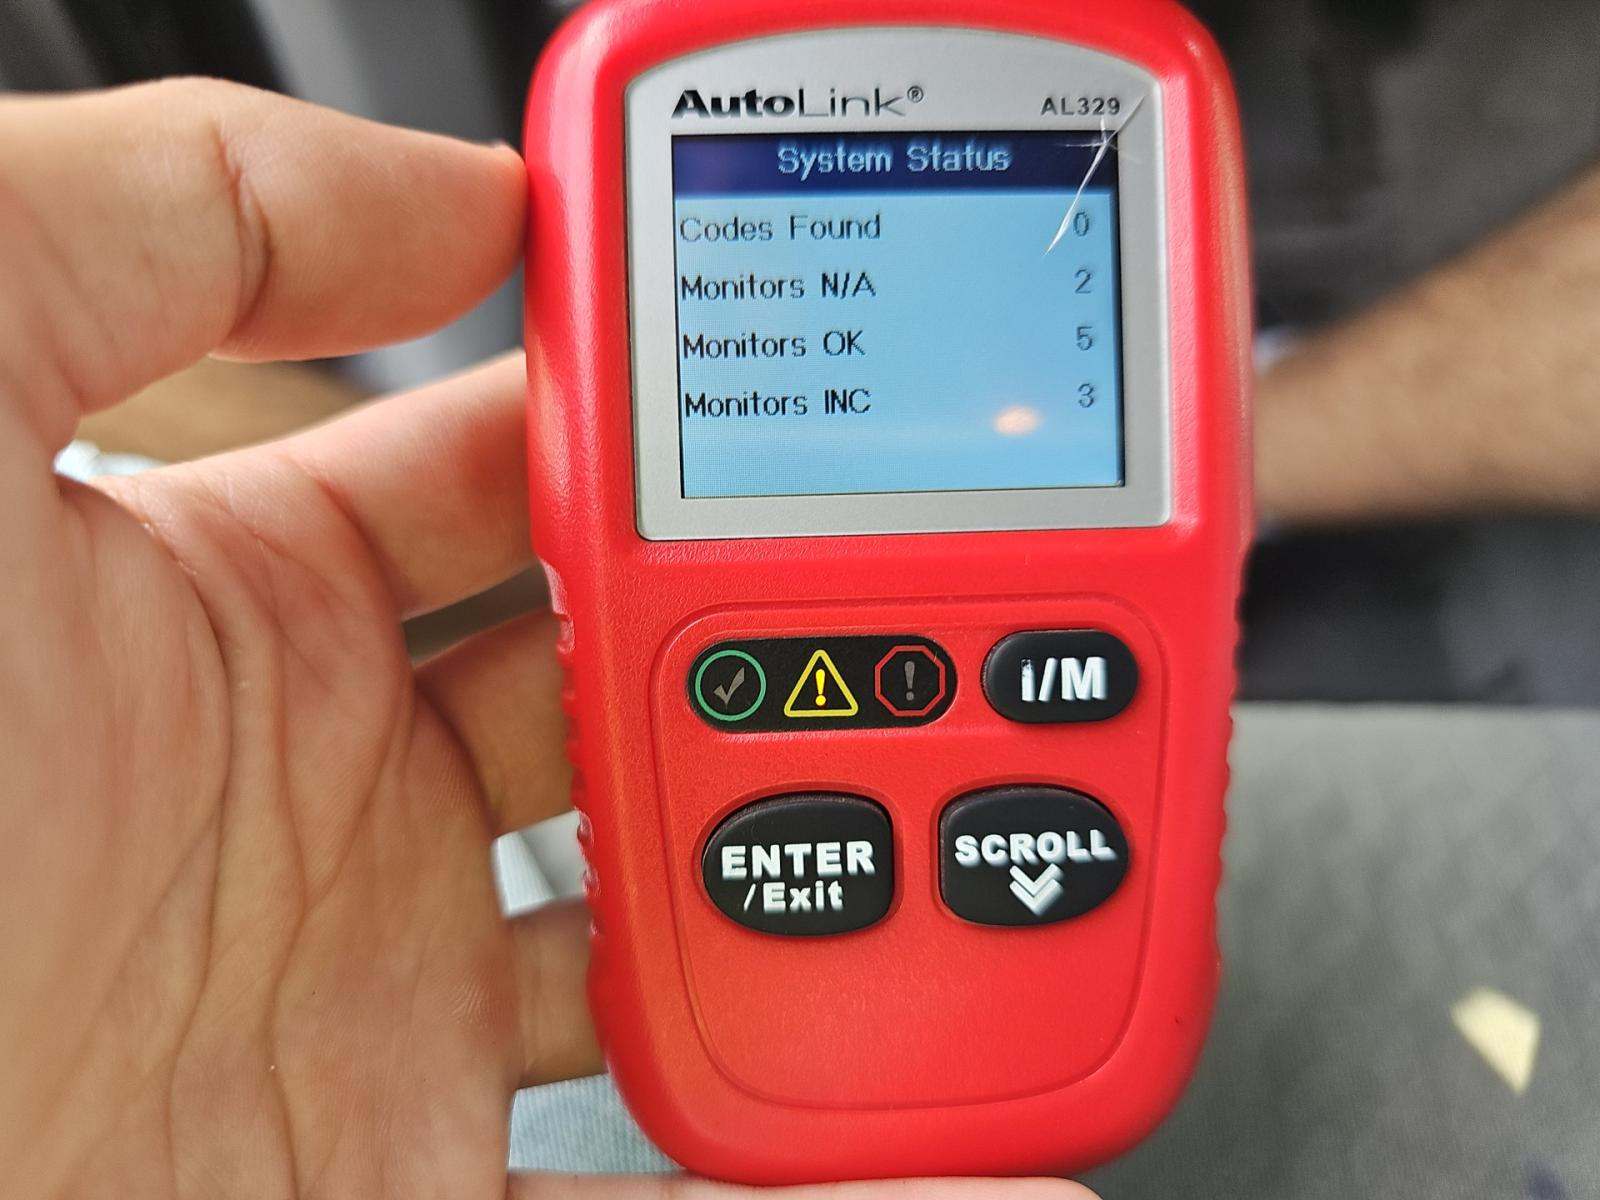 AutoLink® AL329
System Status
Codes Found 0
Monitors N/A 2
Monitors OK 5
Monitors INC 3
I/M
ENTER
/Exit
SCROLL